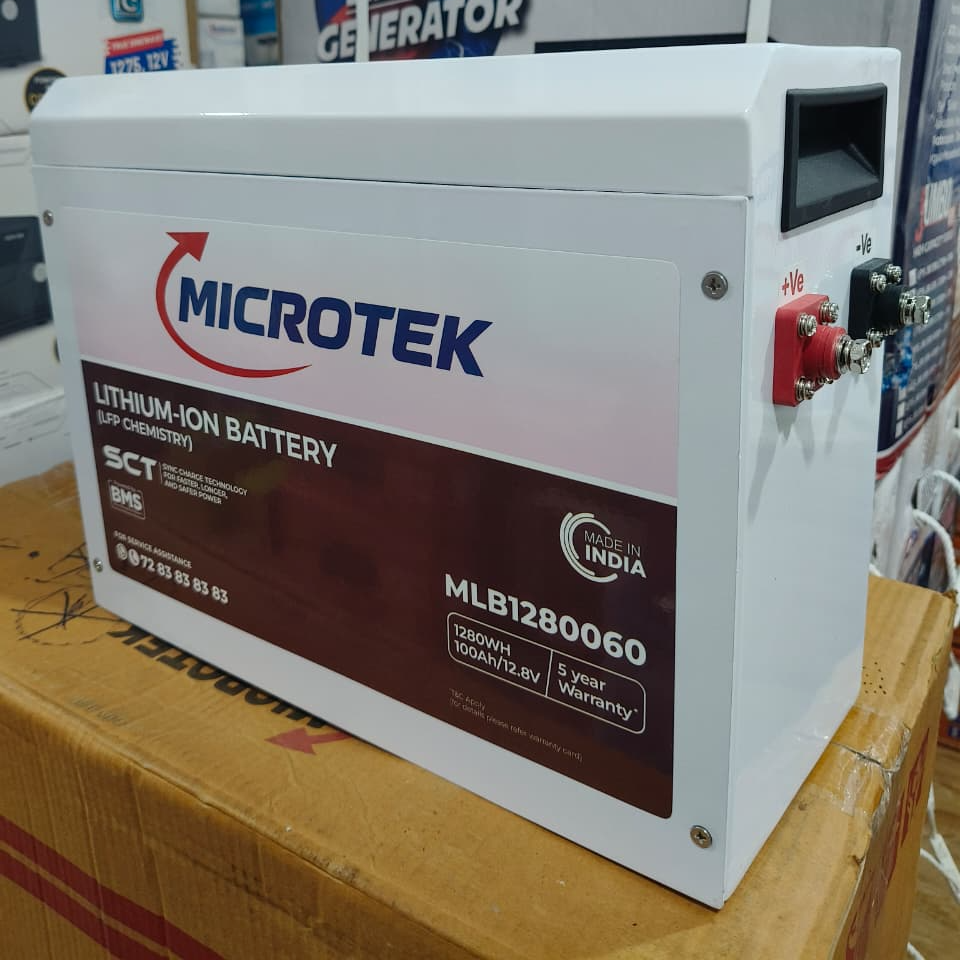 GENERATOR
1275, 12V
MICROTEK
LITHIUM-ION BATTERY
(LFP CHEMISTRY)
SCT
SYNC CHARGE TECHNOLOGY
FOR FASTER, LONGER,
AND SAFER POWER
BMS
FOR SERVICE ASSISTANCE
72 83 83 83 83
MADE IN
INDIA
MLB1280060
1280WH
100Ah/12.8v
5 year
Warranty*
*T&C Apply
(for details please refer warranty card)
+Ve
-Ve
MICROTEK